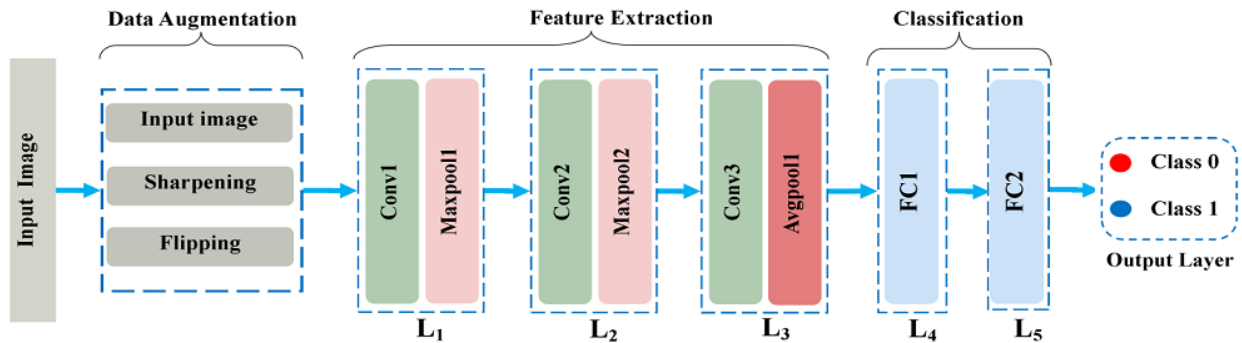 Data Augmentation
Feature Extraction
Classification
Input Image
Input image
Sharpening
Flipping
Conv1
Maxpool1
L₁
Conv2
Maxpool2
L₂
Conv3
Avgpool1
L₃
FC1
L₄
FC2
L₅
Class 0
Class 1
Output Layer